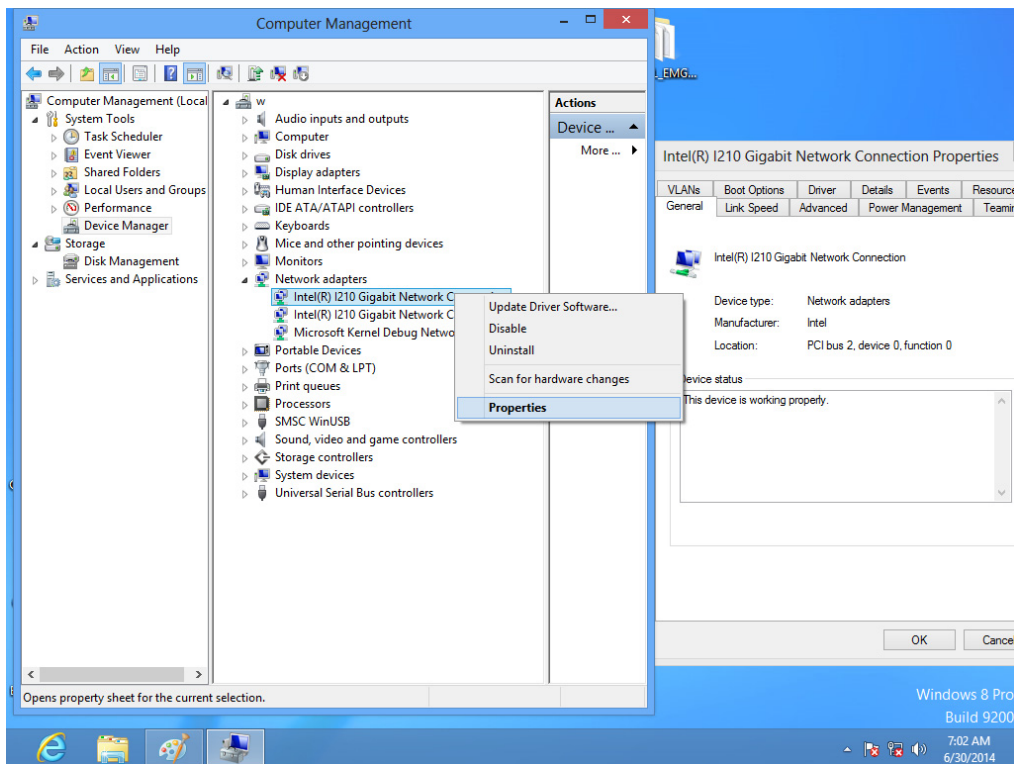 Computer Management
File Action View Help
Computer Management (Local
System Tools
Task Scheduler
Event Viewer
Shared Folders
Local Users and Groups
Performance
Device Manager
Storage
Disk Management
Services and Applications
w
Audio inputs and outputs
Computer
Disk drives
Display adapters
Human Interface Devices
IDE ATA/ATAPI controllers
Keyboards
Mice and other pointing devices
Monitors
Network adapters
Intel(R) I210 Gigabit Network C
Intel(R) I210 Gigabit Network C
Microsoft Kernel Debug Netwo
Portable Devices
Ports (COM & LPT)
Print queues
Processors
SMSC WinUSB
Sound, video and game controllers
Storage controllers
System devices
Universal Serial Bus controllers
Update Driver Software...
Disable
Uninstall
Scan for hardware changes
Properties
Actions
Device ...
More ...
Opens property sheet for the current selection.
_EMG...
Intel(R) I210 Gigabit Network Connection Properties
VLANs Boot Options Driver Details Events Resource
General Link Speed Advanced Power Management Teamin
Intel(R) I210 Gigabit Network Connection
Device type: Network adapters
Manufacturer: Intel
Location: PCI bus 2, device 0, function 0
Device status
This device is working properly.
OK Cance
Windows 8 Pro
Build 9200
7:02 AM
6/30/2014